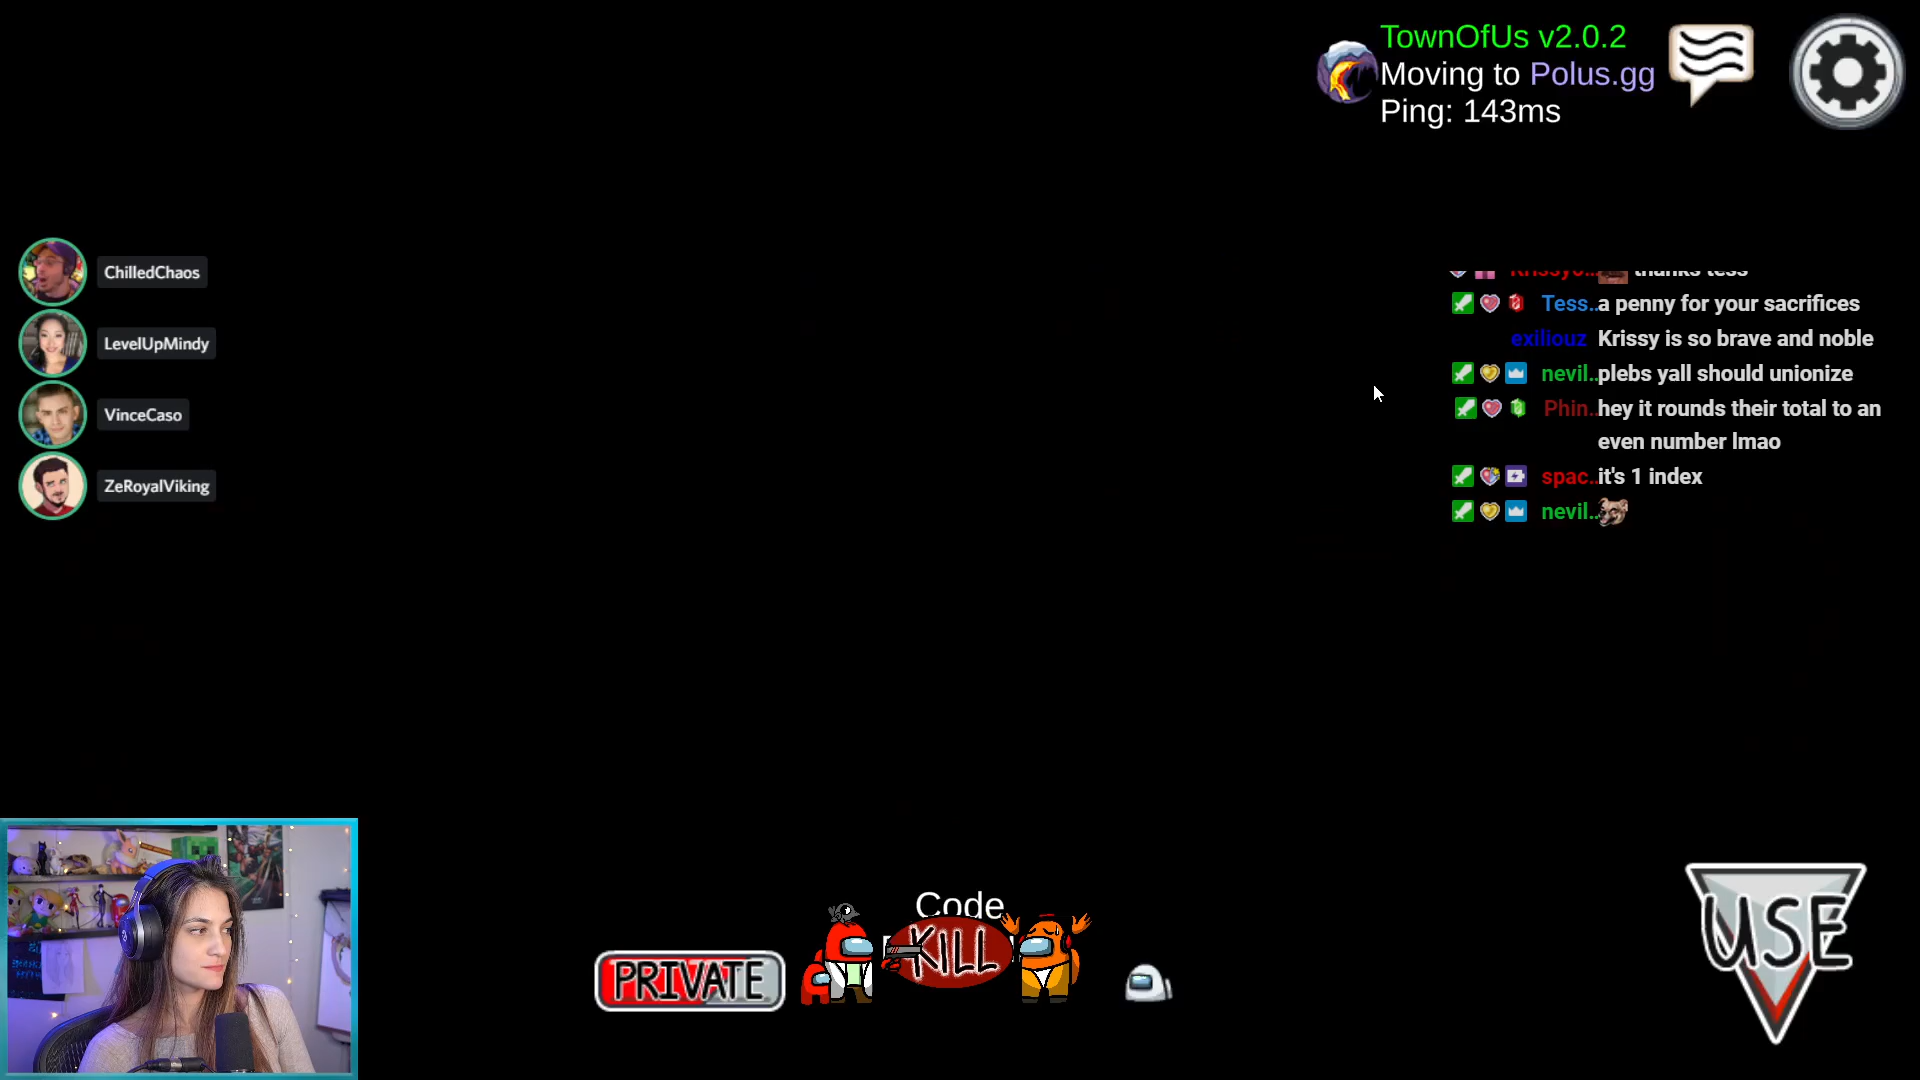 TownOfUs v2.0.2
Moving to Polus.gg
Ping: 143ms
ChilledChaos
LevelUpMindy
VinceCaso
ZeRoyalViking
thanks tess
Tess.. a penny for your sacrifices
exiliouz Krissy is so brave and noble
nevil.. plebs yall should unionize
Phin.. hey it rounds their total to an
even number lmao
spac.. it's 1 index
nevil..
Code
KILL
PRIVATE
USE